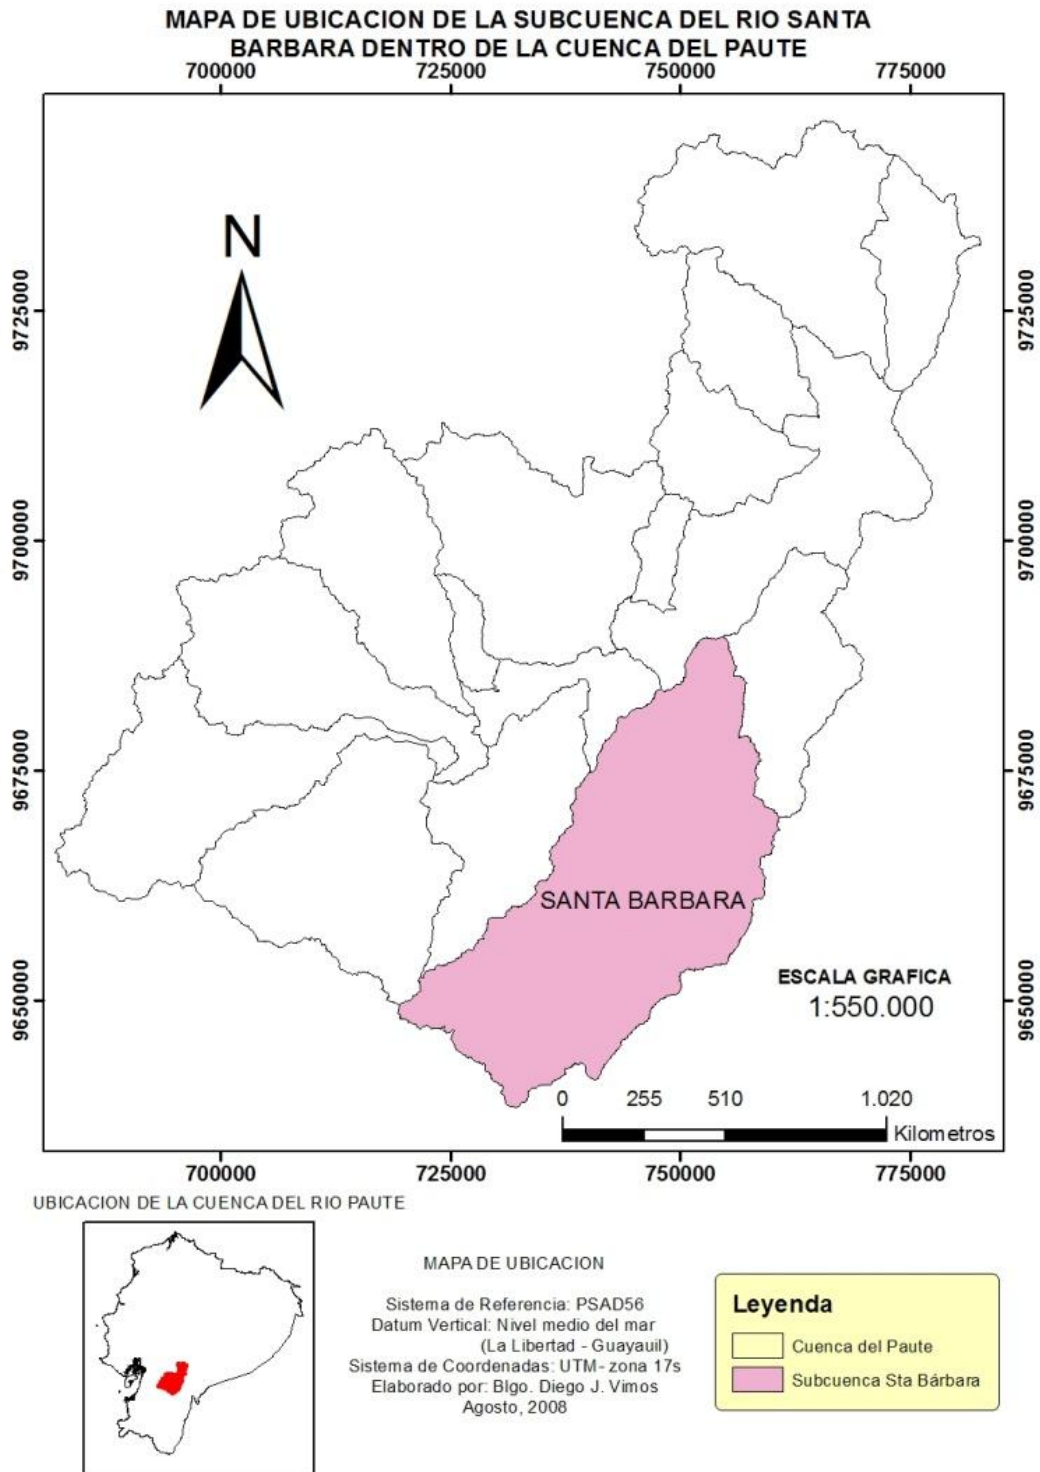 MAPA DE UBICACION DE LA SUBCUENCA DEL RIO SANTA
BARBARA DENTRO DE LA CUENCA DEL PAUTE
700000 725000 750000 775000
N
9725000 9725000
9700000 9700000
9675000 9675000
SANTA BARBARA
ESCALA GRAFICA
1:550.000
9650000 9650000
0 255 510 1.020
Kilometros
700000 725000 750000 775000
UBICACION DE LA CUENCA DEL RIO PAUTE
MAPA DE UBICACION
Sistema de Referencia: PSAD56
Datum Vertical: Nivel medio del mar
(La Libertad - Guayauil)
Sistema de Coordenadas: UTM- zona 17s
Elaborado por: Blgo. Diego J. Vimos
Agosto, 2008
Leyenda
Cuenca del Paute
Subcuenca Sta Bárbara